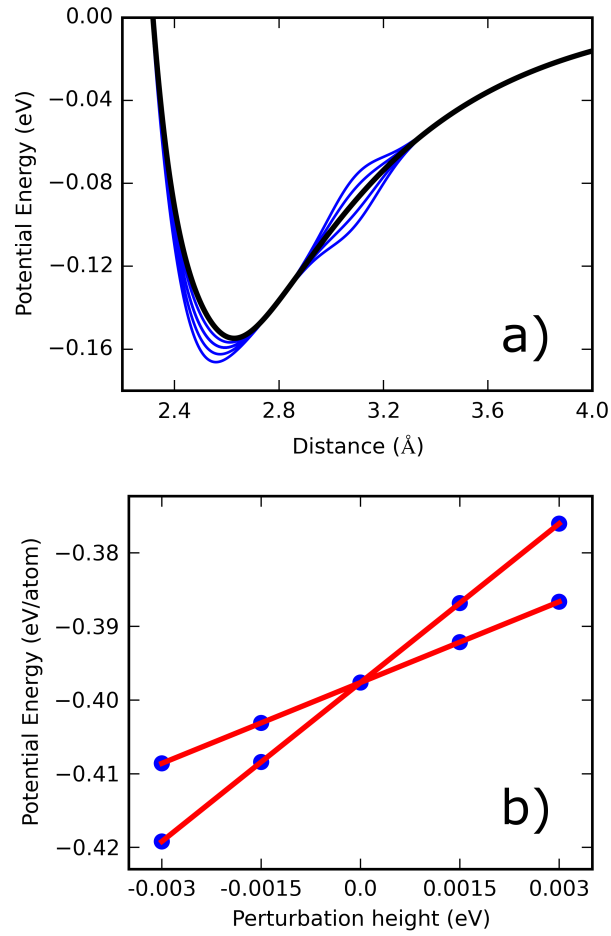 0.00
−0.04
−0.08
−0.12
−0.16
Potential Energy (eV)
a)
2.4 2.8 3.2 3.6 4.0
Distance (Å)
−0.38
−0.39
−0.40
−0.41
−0.42
Potential Energy (eV/atom)
b)
-0.003 -0.0015 0.0 0.0015 0.003
Perturbation height (eV)